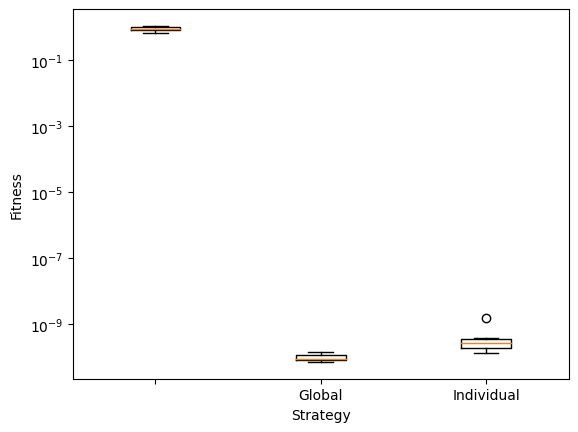 Fitness
10⁻¹
10⁻³
10⁻⁵
10⁻⁷
10⁻⁹
Global Individual
Strategy